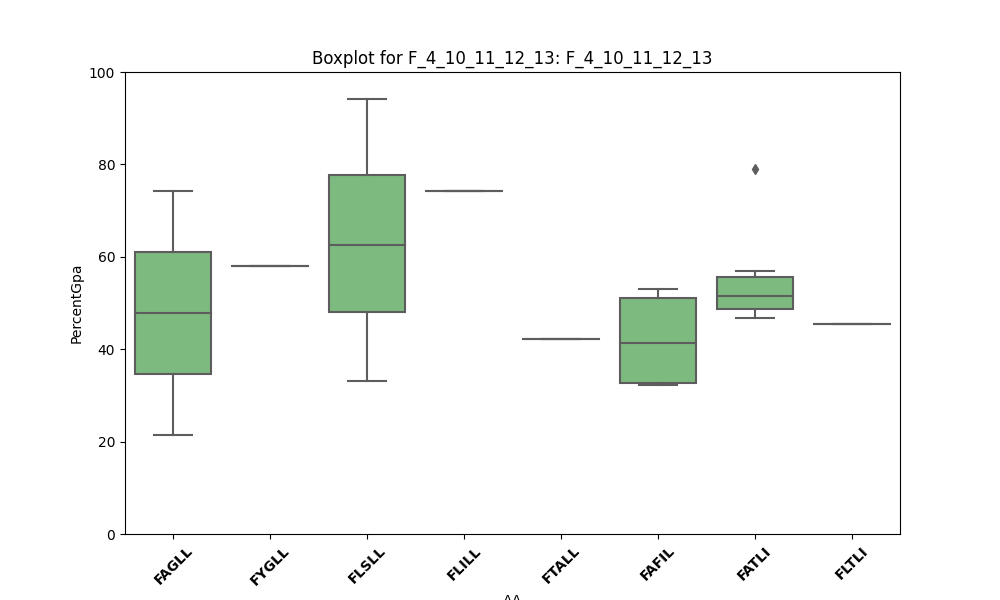 Boxplot for F_4_10_11_12_13: F_4_10_11_12_13
PercentGpa
100
80
60
40
20
0
FAGLL
FYGLL
FLSLL
FLILL
FTALL
FAFIL
FATLI
FLTLI
AA